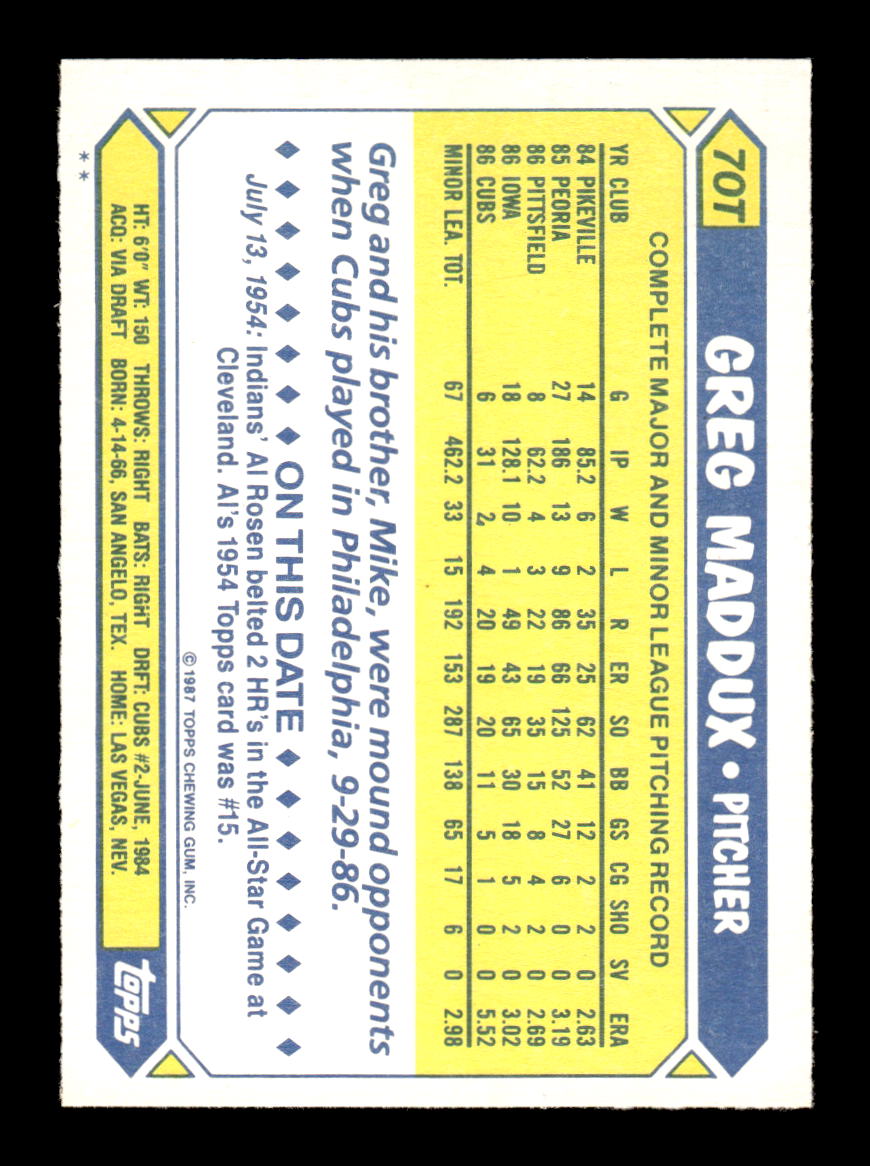 70T GREG MADDUX • PITCHER
COMPLETE MAJOR AND MINOR LEAGUE PITCHING RECORD
YR CLUB G IP W L R ER SO BB GS CG SHO SV ERA
84 PIKEVILLE 14 85.2 6 2 35 25 62 41 12 2 2 0 2.63
85 PEORIA 27 186 13 9 86 66 125 52 27 6 0 0 3.19
86 PITTSFIELD 8 62.2 4 3 22 19 35 15 8 4 2 0 2.69
86 IOWA 18 128.1 10 1 49 43 65 30 18 5 2 0 3.02
86 CUBS 6 31 2 4 20 19 20 11 5 1 0 0 5.52
MINOR LEA. TOT. 67 462.2 33 15 192 153 287 138 65 17 6 0 2.98
Greg and his brother, Mike, were mound opponents
when Cubs played in Philadelphia, 9-29-86.
ON THIS DATE
July 13, 1954: Indians' Al Rosen belted 2 HR's in the All-Star Game at
Cleveland. Al's 1954 Topps card was #15.
© 1987 TOPPS CHEWING GUM, INC.
HT: 6'0" WT: 150 THROWS: RIGHT BATS: RIGHT DRFT: CUBS #2-JUNE, 1984
ACQ: VIA DRAFT BORN: 4-14-66, SAN ANGELO, TEX. HOME: LAS VEGAS, NEV.
topps
**